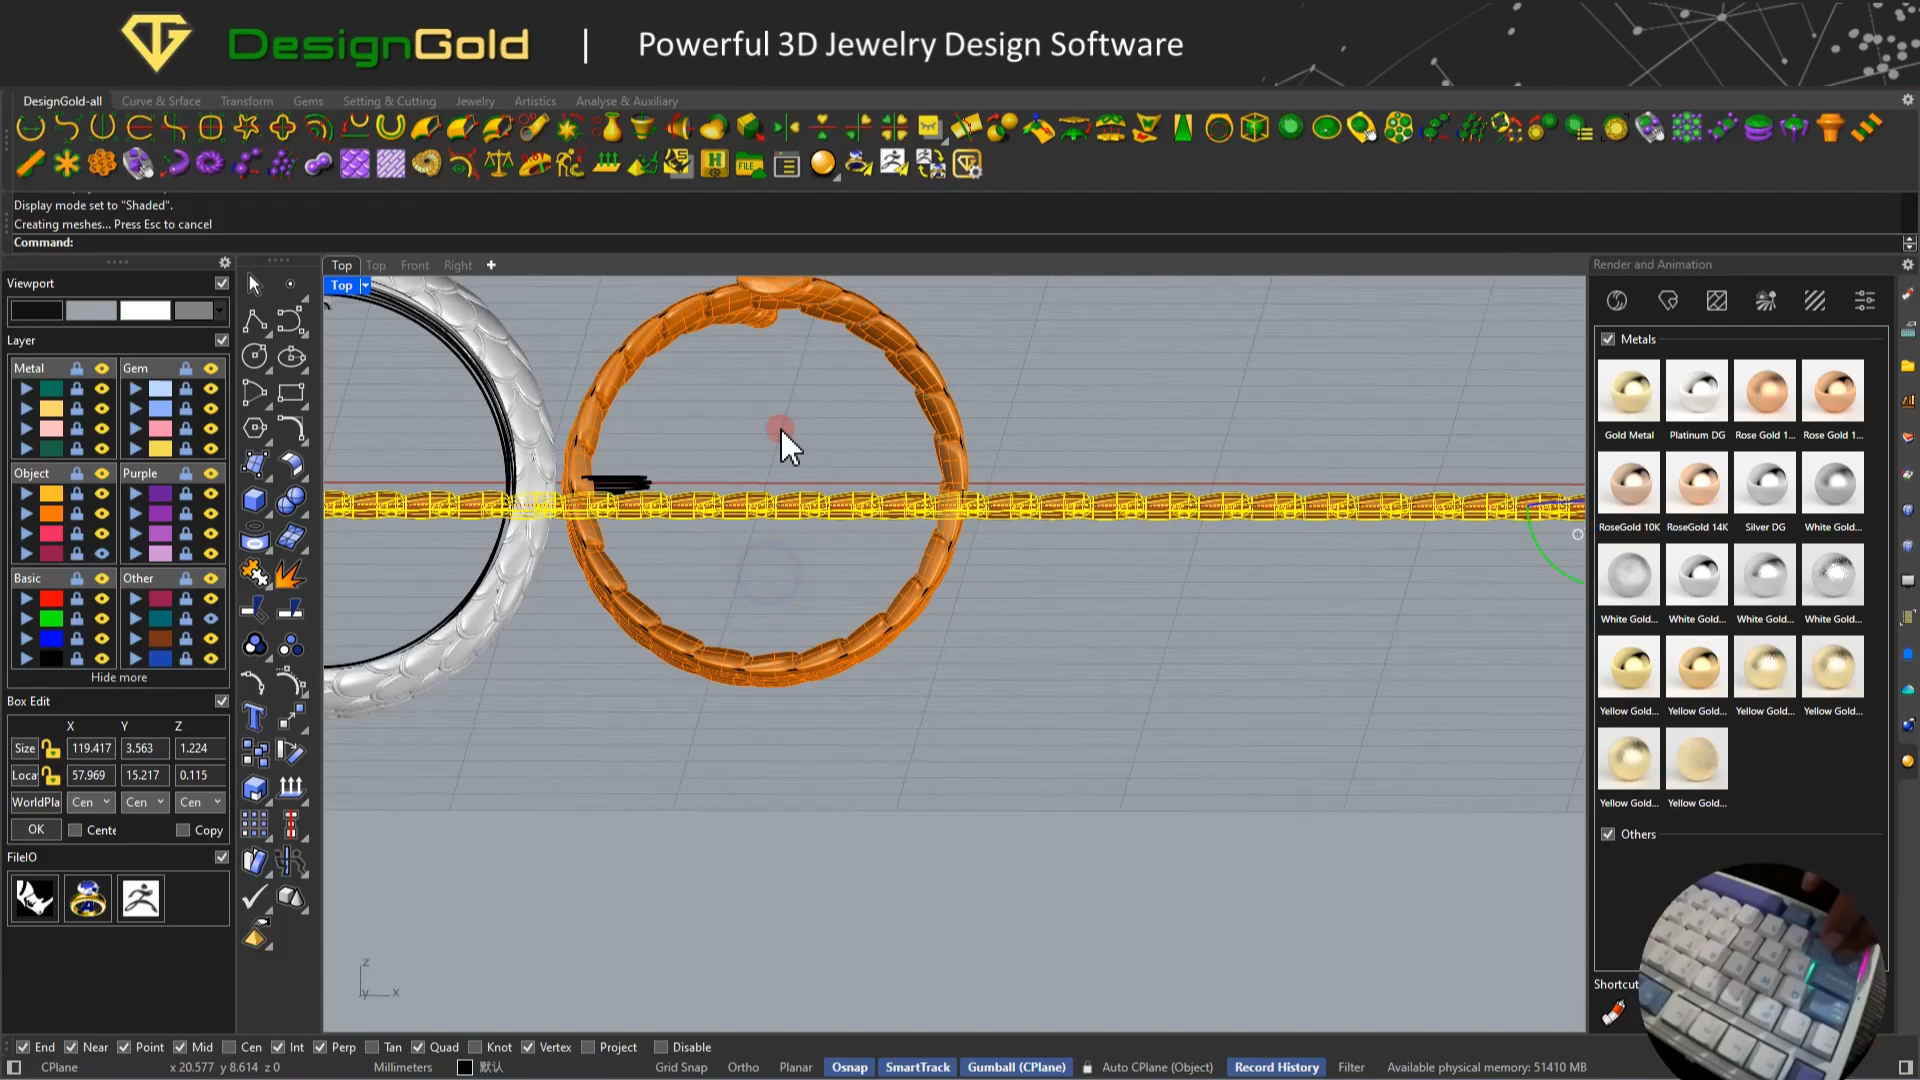 DesignGold | Powerful 3D Jewelry Design Software
DesignGold-all Curve & Srface Transform Gems Setting & Cutting Jewelry Artistics Analyse & Auxiliary
Display mode set to "Shaded".
Creating meshes... Press Esc to cancel
Command:
Viewport
Layer
Metal Gem
Object Purple
Basic Other
Hide more
Box Edit
X Y Z
Size 119.417 3.563 1.224
Loca 57.969 15.217 0.115
WorldPla Cen Cen Cen
OK Cente Copy
FileIO
Top Top Front Right
Top
z
y x
Render and Animation
Metals
Gold Metal Platinum DG Rose Gold 1... Rose Gold 1...
RoseGold 10K RoseGold 14K Silver DG White Gold...
White Gold... White Gold... White Gold... White Gold...
Yellow Gold... Yellow Gold... Yellow Gold... Yellow Gold...
Yellow Gold... Yellow Gold...
Others
Shortcut
End Near Point Mid Cen Int Perp Tan Quad Knot Vertex Project Disable
CPlane x 20.577 y 8.614 z 0 Millimeters 默认 Grid Snap Ortho Planar Osnap SmartTrack Gumball (CPlane) Auto CPlane (Object) Record History Filter Available physical memory: 51410 MB